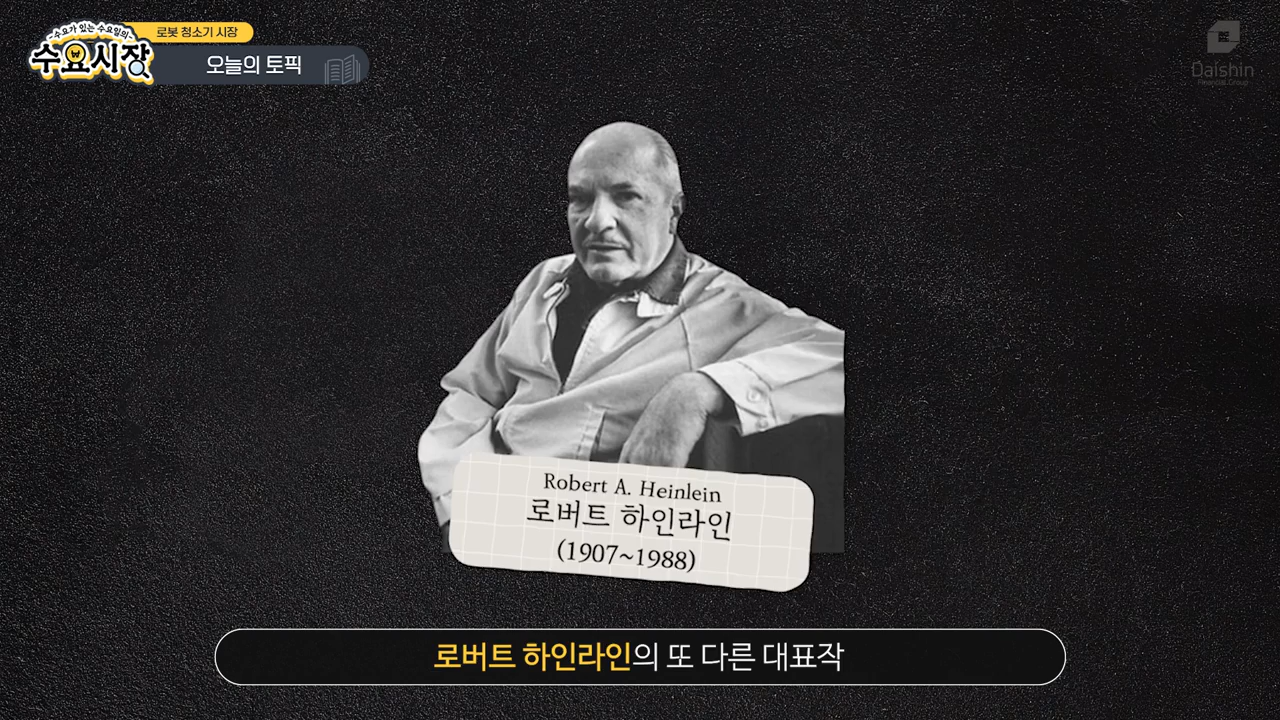 -수요가 있는 수요일의-
수요시장
로봇 청소기 시장
오늘의 토픽
Daishin
Financial Group
Robert A. Heinlein
로버트 하인라인
(1907~1988)
로버트 하인라인의 또 다른 대표작